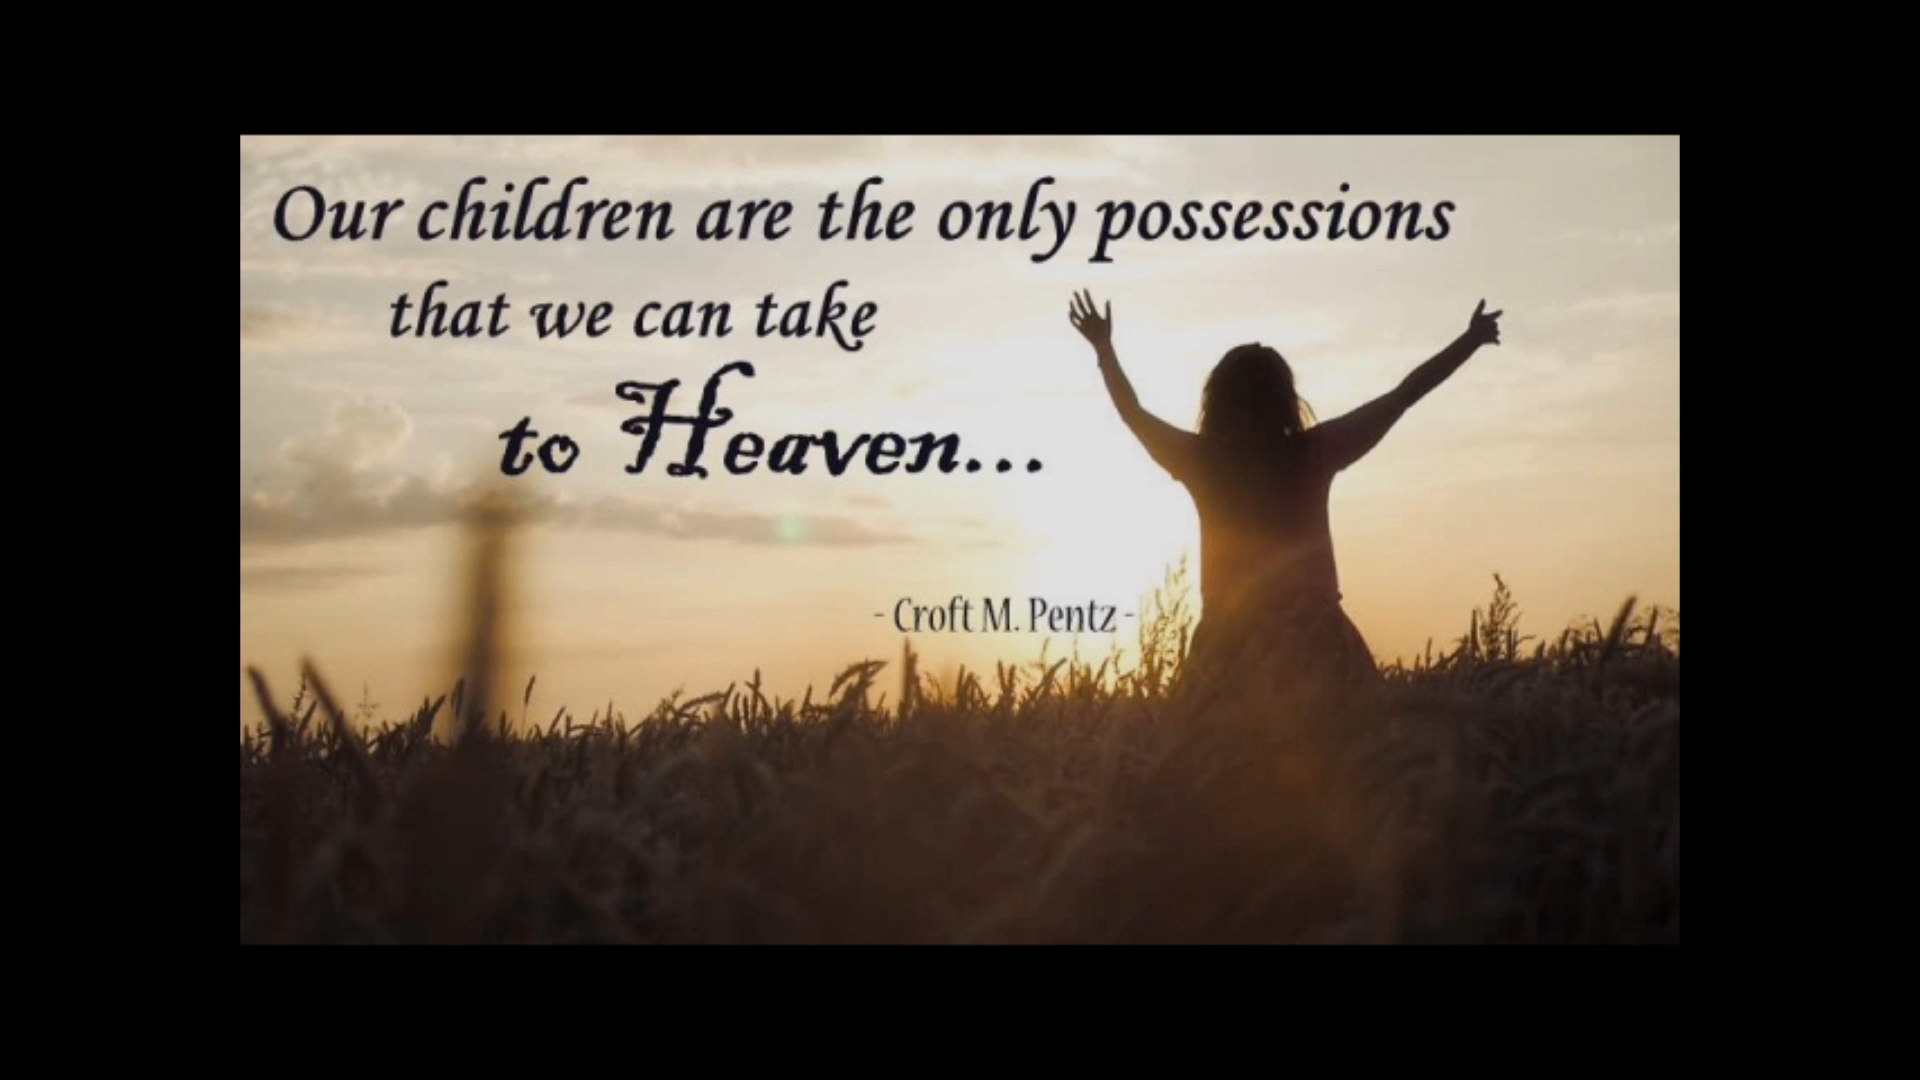 Our children are the only possessions
that we can take
to Heaven...
- Croft M. Pentz -